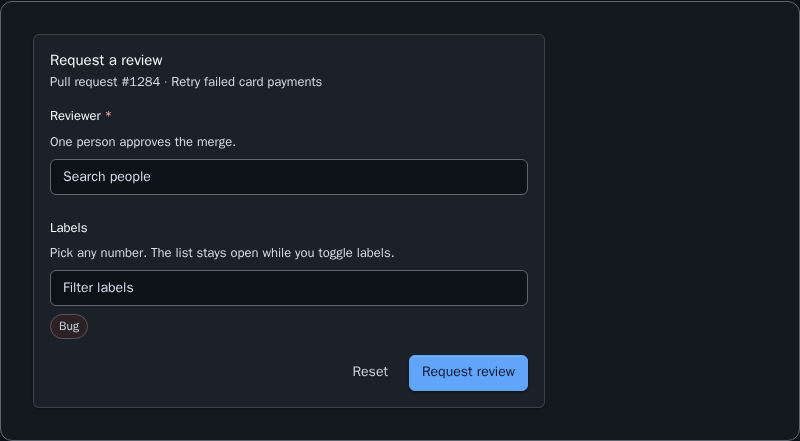 Request a review
Pull request #1284 · Retry failed card payments
Reviewer *
One person approves the merge.
Search people
Labels
Pick any number. The list stays open while you toggle labels.
Filter labels
Bug
Reset
Request review